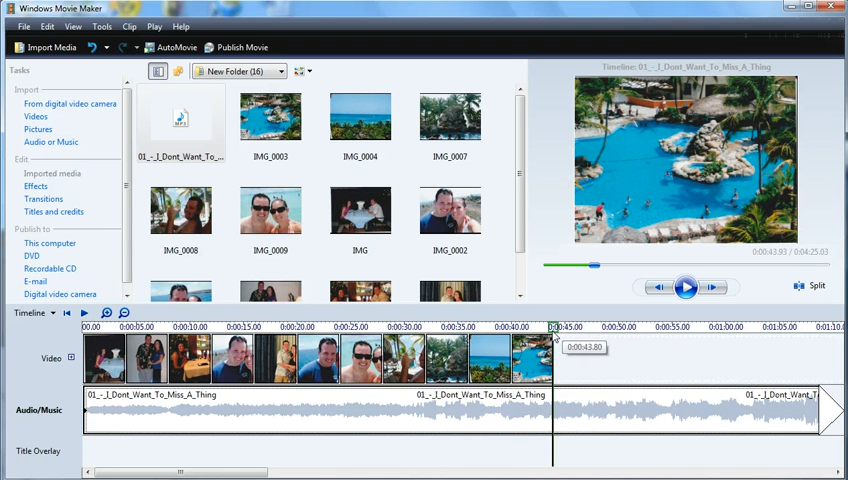 Windows Movie Maker
File Edit View Tools Clip Play Help
Import Media AutoMovie Publish Movie
Tasks
Import
From digital video camera
Videos
Pictures
Audio or Music
Edit
Imported media
Effects
Transitions
Titles and credits
Publish to
This computer
DVD
Recordable CD
E-mail
Digital video camera
New Folder (16)
MP3
01_-_I_Dont_Want_To_... IMG_0003 IMG_0004 IMG_0007
IMG_0008 IMG_0009 IMG IMG_0002
Timeline: 01_-_I_Dont_Want_To_Miss_A_Thing
0:00:43.93 / 0:04:25.03
Split
Timeline
00.00 0:00:05.00 0:00:10.00 0:00:15.00 0:00:20.00 0:00:25.00 0:00:30.00 0:00:35.00 0:00:40.00 0:00:45.00 0:00:50.00 0:00:55.00 0:01:00.00 0:01:05.00 0:01:10.0
Video
0:00:43.80
Audio/Music
01_-_I_Dont_Want_To_Miss_A_Thing 01_-_I_Dont_Want_To_Miss_A_Thing 01_-_I_Dont_Want_T
Title Overlay